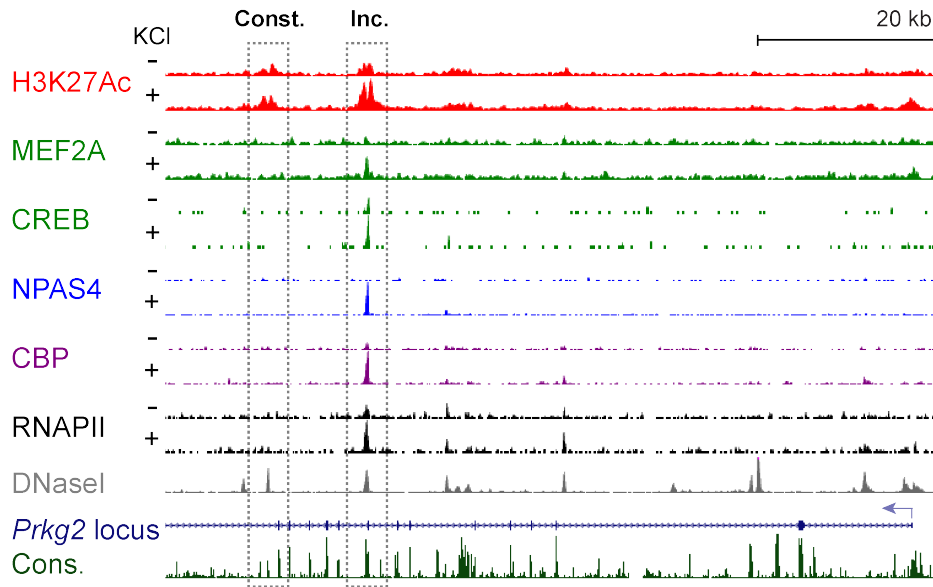 Const. Inc. 20 kb
KCl
H3K27Ac - +
MEF2A - +
CREB - +
NPAS4 - +
CBP - +
RNAPII - +
DNaseI
Prkg2 locus
Cons.